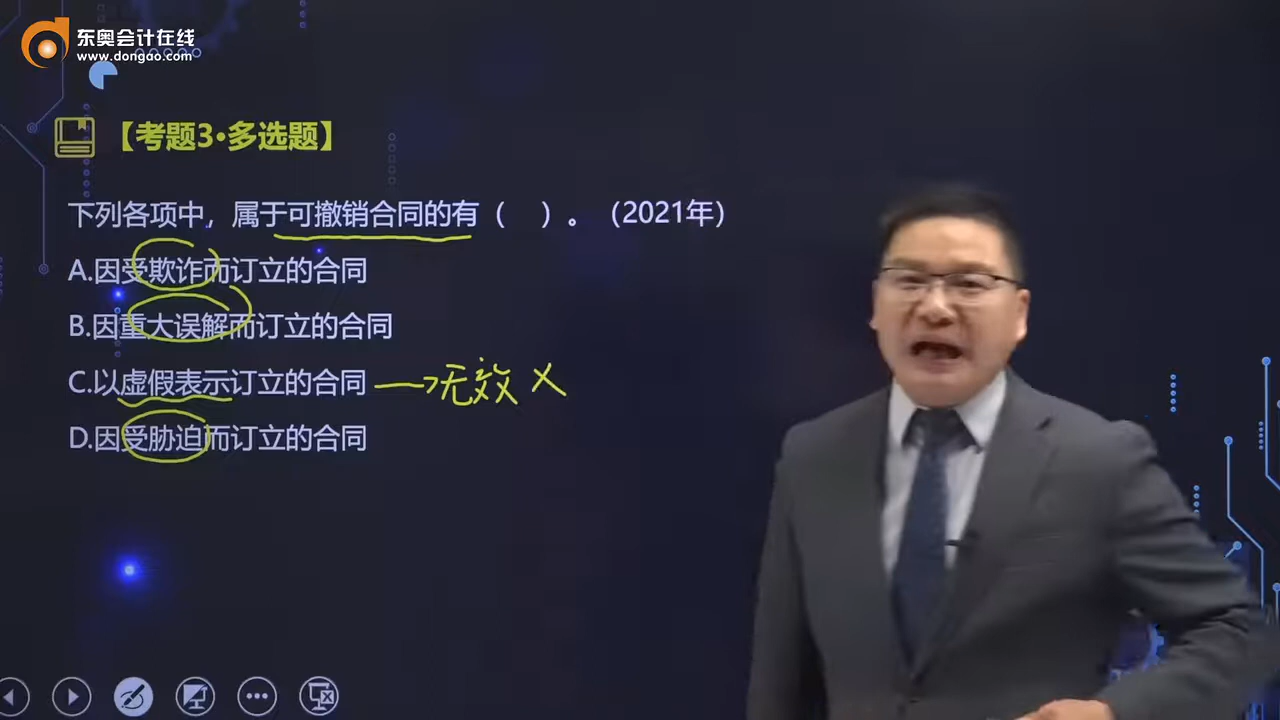 东奥会计在线
www.dongao.com
【考题3·多选题】
下列各项中，属于可撤销合同的有（ ）。（2021年）
A.因受欺诈而订立的合同
B.因重大误解而订立的合同
C.以虚假表示订立的合同 →无效 ×
D.因受胁迫而订立的合同